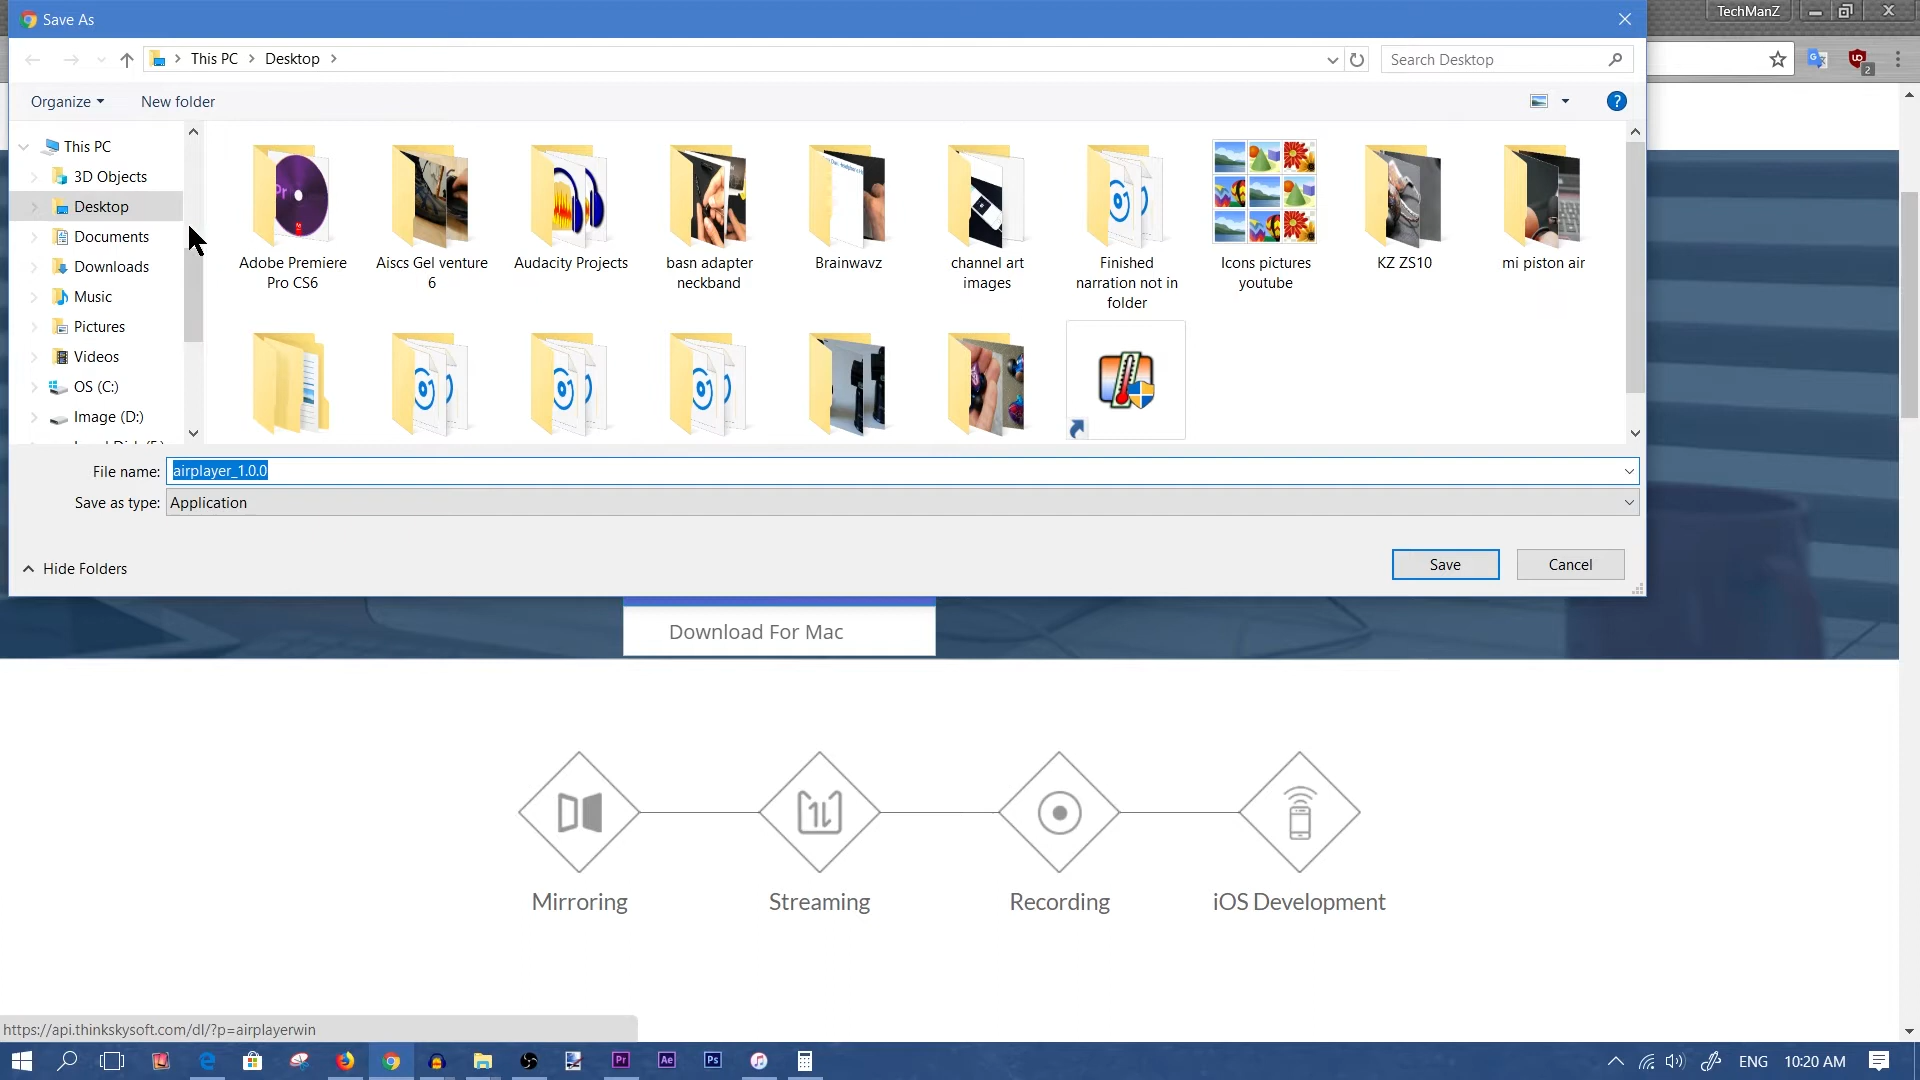 Save As
TechManZ
This PC > Desktop >
Search Desktop
2
Organize
New folder
?
This PC
3D Objects
Desktop
Documents
Downloads
Music
Pictures
Videos
OS (C:)
Image (D:)
Adobe Premiere
Pro CS6
Aiscs Gel venture
6
Audacity Projects
basn adapter
neckband
Brainwavz
channel art
images
Finished
narration not in
folder
Icons pictures
youtube
KZ ZS10
mi piston air
File name: airplayer_1.0.0
Save as type: Application
Hide Folders
Save
Cancel
Download For Mac
Mirroring
Streaming
Recording
iOS Development
https://api.thinkskysoft.com/dl/?p=airplayerwin
Pr
Ae
Ps
ENG
10:20 AM